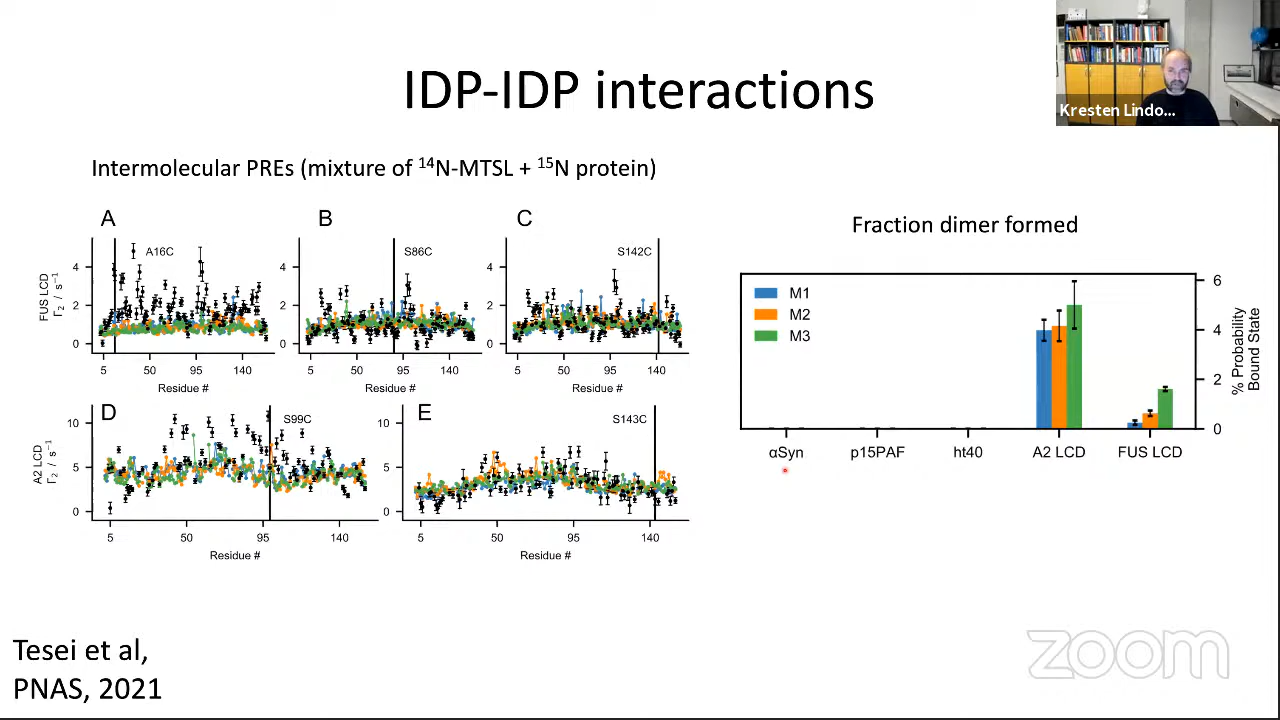 IDP-IDP interactions
Kresten Lindo...
Intermolecular PREs (mixture of ¹⁴N-MTSL + ¹⁵N protein)
A
A16C
FUS LCD
Γ₂ / s⁻¹
4
2
0
5
50
95
140
Residue #
B
S86C
4
2
0
5
50
95
140
Residue #
C
S142C
4
2
0
5
50
95
140
Residue #
D
S99C
A2 LCD
Γ₂ / s⁻¹
10
5
0
5
50
95
140
Residue #
E
S143C
10
5
0
5
50
95
140
Residue #
Fraction dimer formed
M1
M2
M3
6
4
2
0
% Probability
Bound State
αSyn
p15PAF
ht40
A2 LCD
FUS LCD
Tesei et al,
PNAS, 2021
zoom